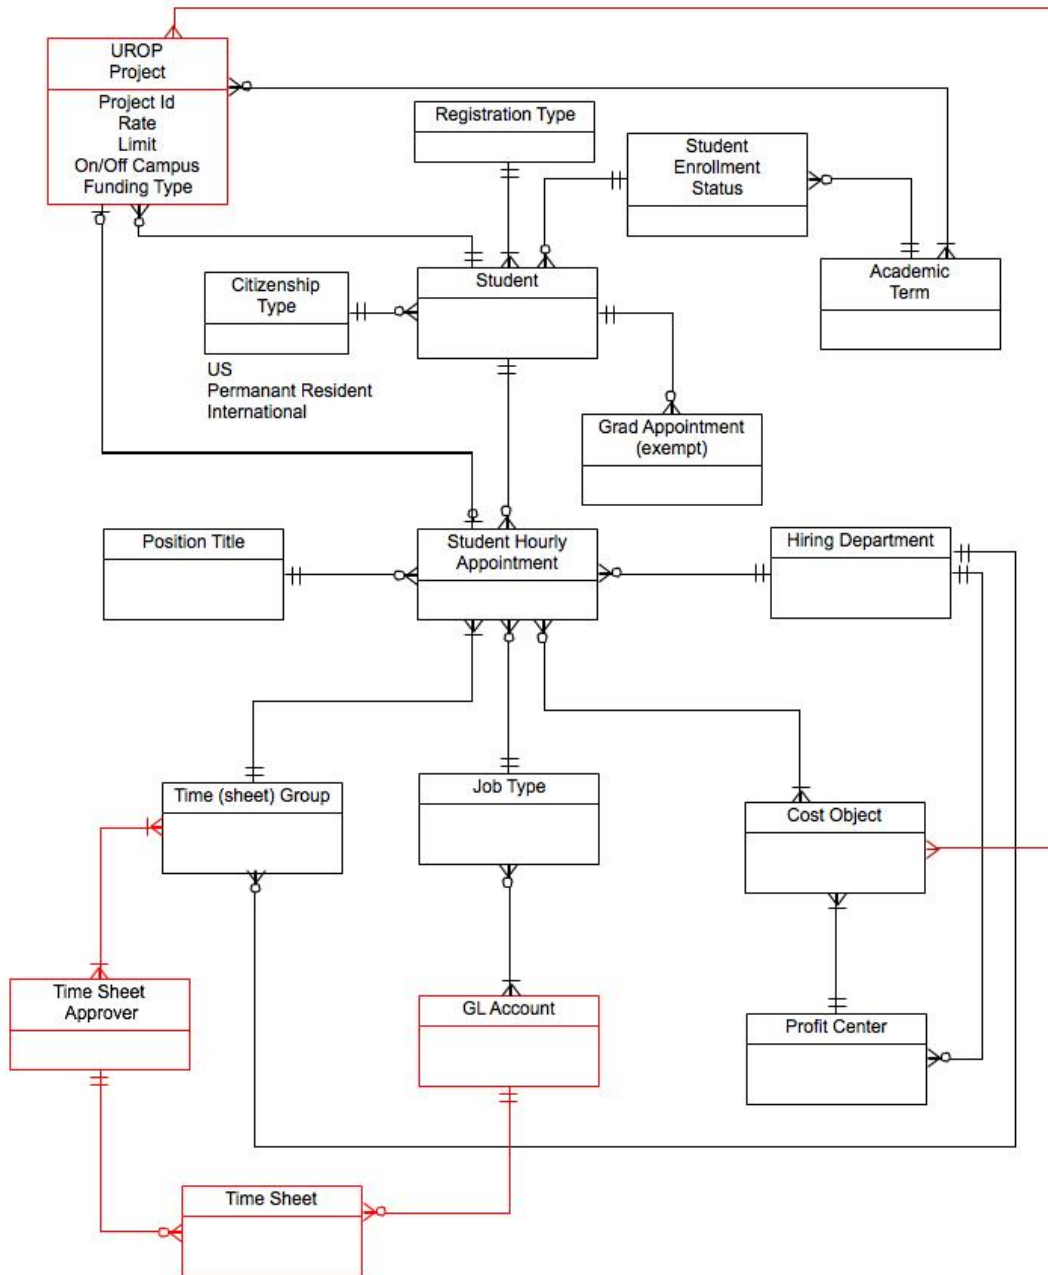 UROP
Project
Project Id
Rate
Limit
On/Off Campus
Funding Type
Registration Type
Student
Enrollment
Status
Citizenship
Type
US
Permanant Resident
International
Student
Academic
Term
Grad Appointment
(exempt)
Position Title
Student Hourly
Appointment
Hiring Department
Time (sheet) Group
Job Type
Cost Object
Time Sheet
Approver
GL Account
Profit Center
Time Sheet